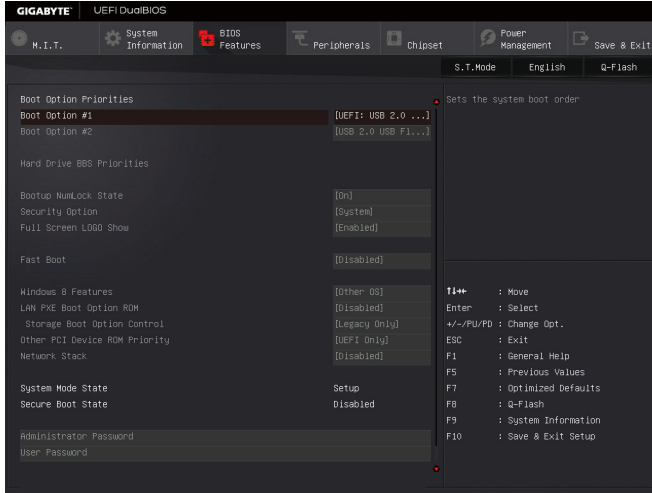 GIGABYTE™ UEFI DualBIOS
M.I.T. System Information BIOS Features Peripherals Chipset Power Management Save & Exit
S.T.Mode English Q-Flash
Boot Option Priorities
Boot Option #1 [UEFI: USB 2.0 ...]
Boot Option #2 [USB 2.0 USB Fl...]
Hard Drive BBS Priorities
Bootup NumLock State [On]
Security Option [System]
Full Screen LOGO Show [Enabled]
Fast Boot [Disabled]
Windows 8 Features [Other OS]
LAN PXE Boot Option ROM [Disabled]
Storage Boot Option Control [Legacy Only]
Other PCI Device ROM Priority [UEFI Only]
Network Stack [Disabled]
System Mode State Setup
Secure Boot State Disabled
Administrator Password
User Password
Sets the system boot order
↑↓→← : Move
Enter : Select
+/-/PU/PD : Change Opt.
ESC : Exit
F1 : General Help
F5 : Previous Values
F7 : Optimized Defaults
F8 : Q-Flash
F9 : System Information
F10 : Save & Exit Setup